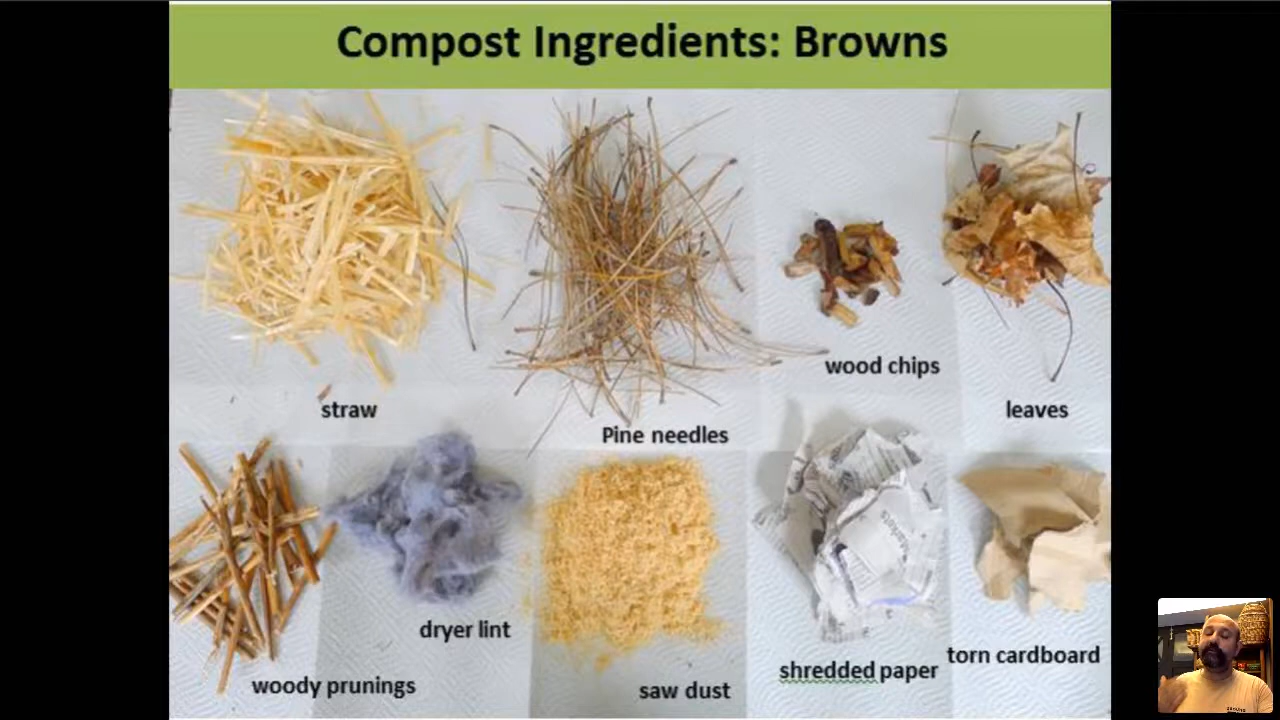 Compost Ingredients: Browns
wood chips
straw
leaves
Pine needles
dryer lint
torn cardboard
shredded paper
woody prunings
saw dust